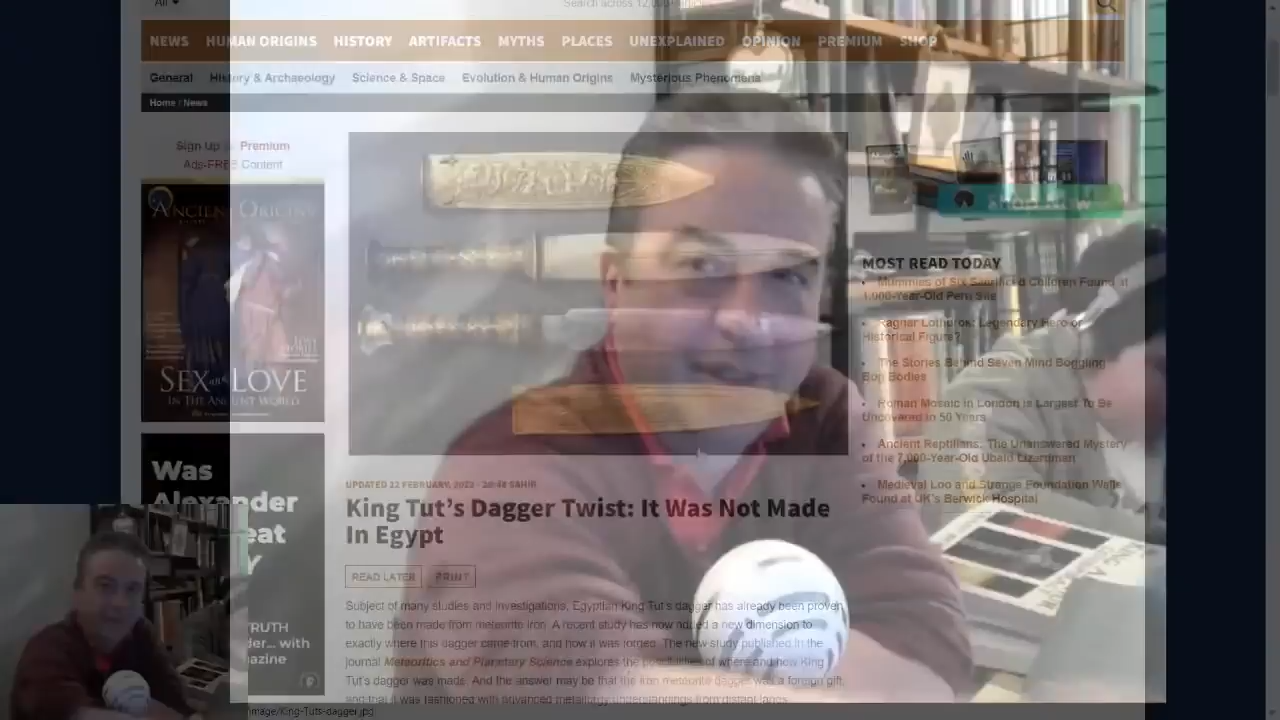 All
Search across 12,000
NEWS HUMAN ORIGINS HISTORY ARTIFACTS MYTHS PLACES UNEXPLAINED OPINION PREMIUM SHOP
General History & Archaeology Science & Space Evolution & Human Origins Mysterious Phenomena
Home / News
Sign Up Premium
Ads-FREE Content
ANCIENT ORIGINS
SEX and LOVE
IN THE ANCIENT WORLD
Was
Alexander
eat
Y
TRUTH
der... with
azine
MOST READ TODAY
Mummies of Six Sacrificed Children Found at
1,000-Year-Old Peru Site
Ragnar Lothbrok: Legendary Hero or
Historical Figure?
The Stories Behind Seven Mind Boggling
Bog Bodies
Roman Mosaic in London is Largest To Be
Uncovered in 50 Years
Ancient Reptilians: The Unanswered Mystery
of the 7,000-Year-Old Ubaid Lizardman
Medieval Loo and Strange Foundation Walls
Found at UK's Berwick Hospital
UPDATED 22 FEBRUARY, 2022 - 20:48 SAHIR
King Tut's Dagger Twist: It Was Not Made
In Egypt
READ LATER PRINT
Subject of many studies and investigations, Egyptian King Tut's dagger has already been proven
to have been made from meteorite iron. A recent study has now added a new dimension to
exactly where this dagger came from, and how it was forged. The new study published in the
journal Meteoritics and Planetary Science explores the possibilities of where and how King
Tut's dagger was made. And the answer may be that the iron meteorite dagger was a foreign gift,
and that it was fashioned with advanced metallurgy understandings from distant lands.
image/King-Tuts-dagger.jpg